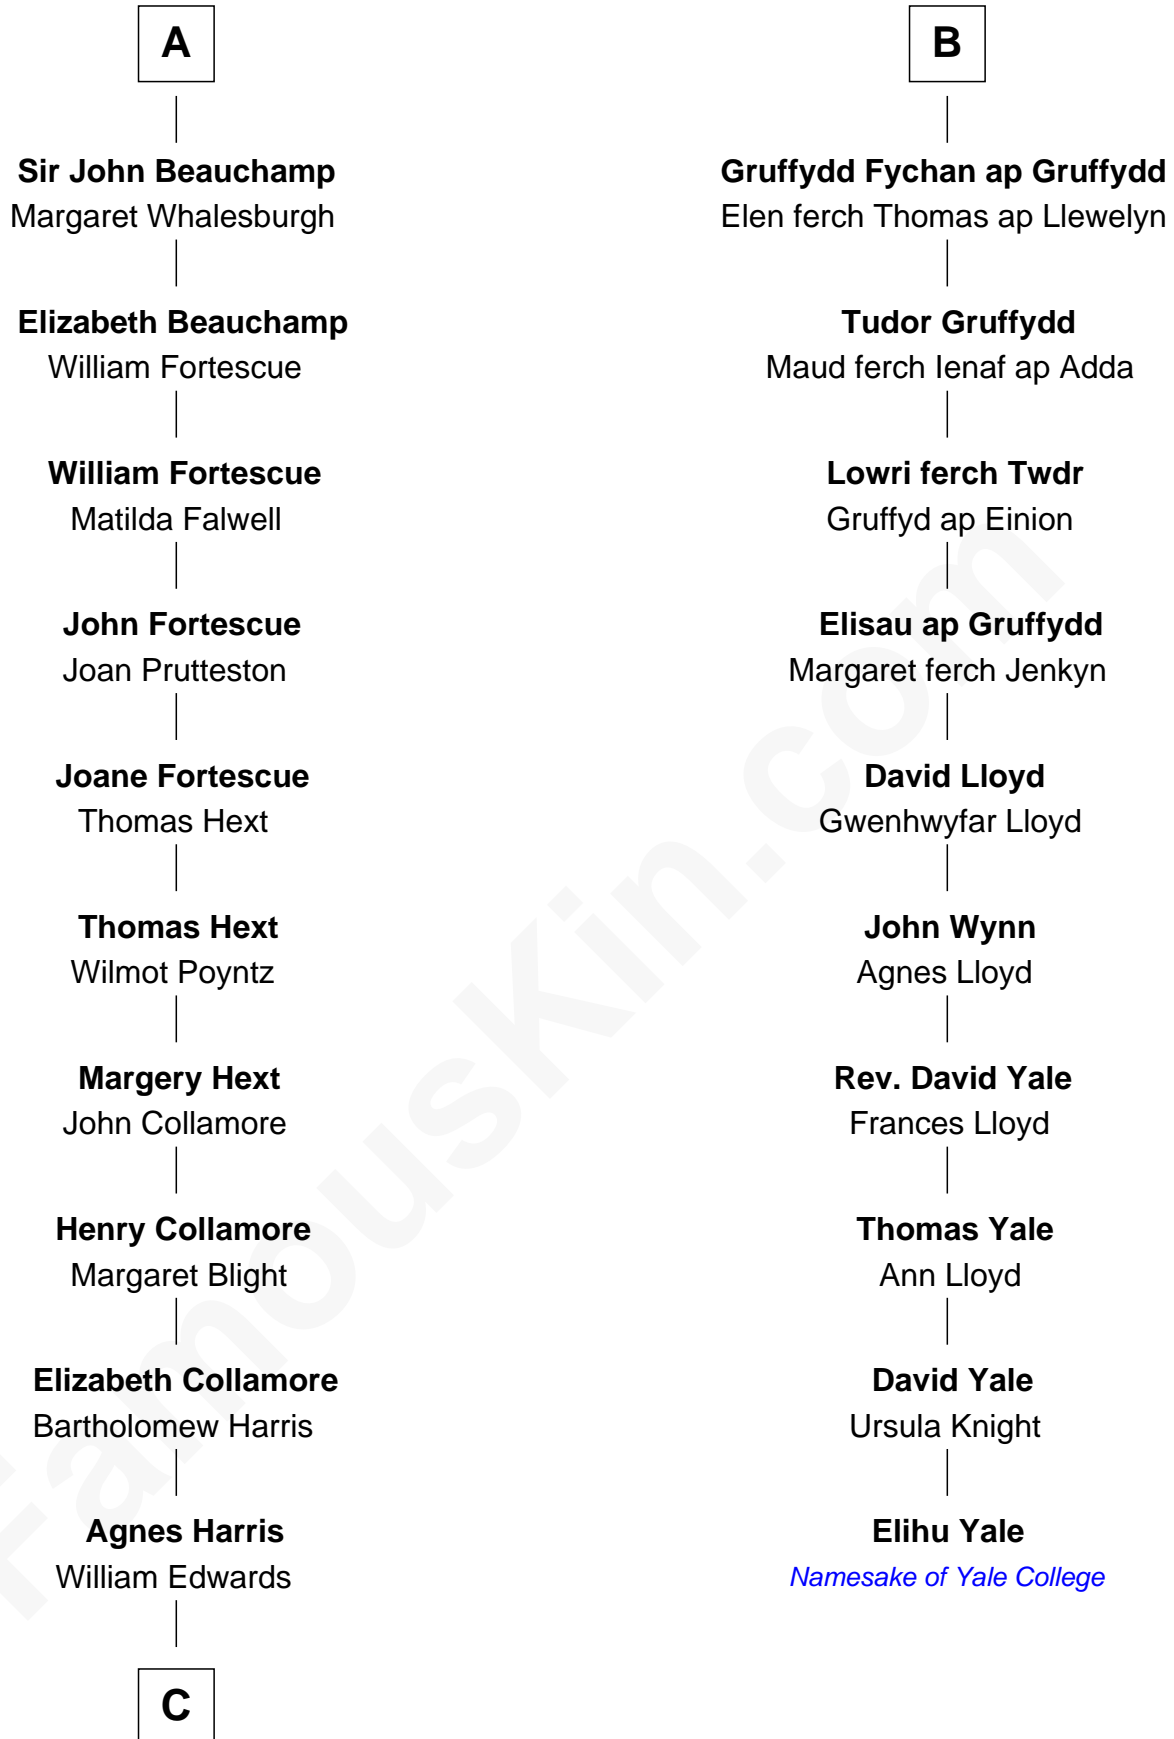 A
Sir John Beauchamp
Margaret Whalesburgh
Elizabeth Beauchamp
William Fortescue
William Fortescue
Matilda Falwell
John Fortescue
Joan Prutteston
Joane Fortescue
Thomas Hext
Thomas Hext
Wilmot Poyntz
Margery Hext
John Collamore
Henry Collamore
Margaret Blight
Elizabeth Collamore
Bartholomew Harris
Agnes Harris
William Edwards
C
B
Gruffydd Fychan ap Gruffydd
Elen ferch Thomas ap Llewelyn
Tudor Gruffydd
Maud ferch Ienaf ap Adda
Lowri ferch Twdr
Gruffyd ap Einion
Elisau ap Gruffydd
Margaret ferch Jenkyn
David Lloyd
Gwenhwyfar Lloyd
John Wynn
Agnes Lloyd
Rev. David Yale
Frances Lloyd
Thomas Yale
Ann Lloyd
David Yale
Ursula Knight
Elihu Yale
Namesake of Yale College
FamousKin.com